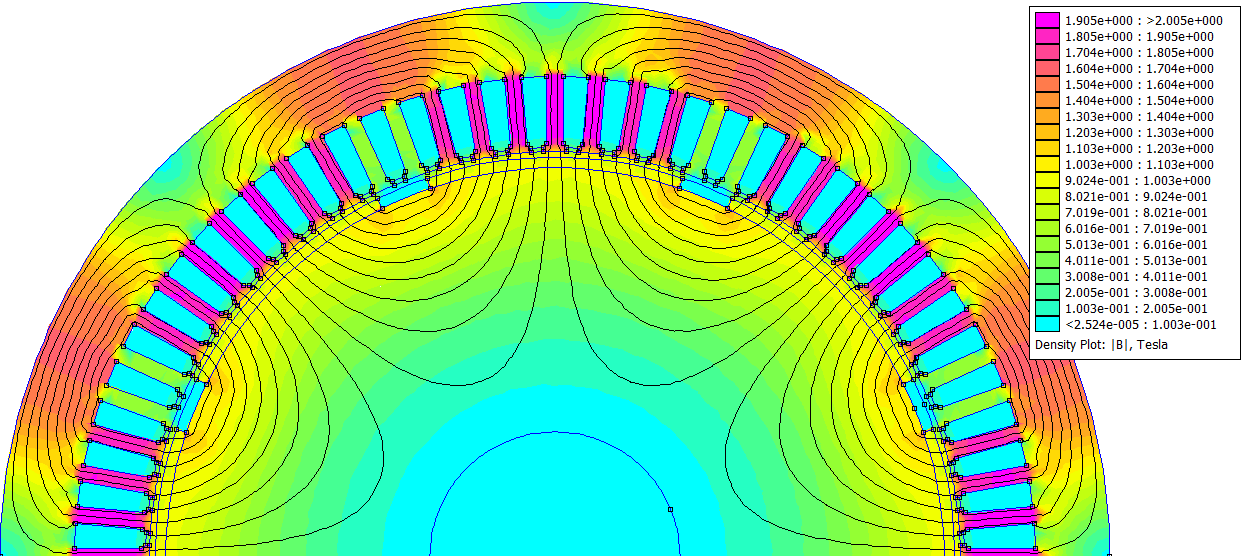 1.905e+000 : >2.005e+000
1.805e+000 : 1.905e+000
1.704e+000 : 1.805e+000
1.604e+000 : 1.704e+000
1.504e+000 : 1.604e+000
1.404e+000 : 1.504e+000
1.303e+000 : 1.404e+000
1.203e+000 : 1.303e+000
1.103e+000 : 1.203e+000
1.003e+000 : 1.103e+000
9.024e-001 : 1.003e+000
8.021e-001 : 9.024e-001
7.019e-001 : 8.021e-001
6.016e-001 : 7.019e-001
5.013e-001 : 6.016e-001
4.011e-001 : 5.013e-001
3.008e-001 : 4.011e-001
2.005e-001 : 3.008e-001
1.003e-001 : 2.005e-001
<2.524e-005 : 1.003e-001
Density Plot: |B|, Tesla